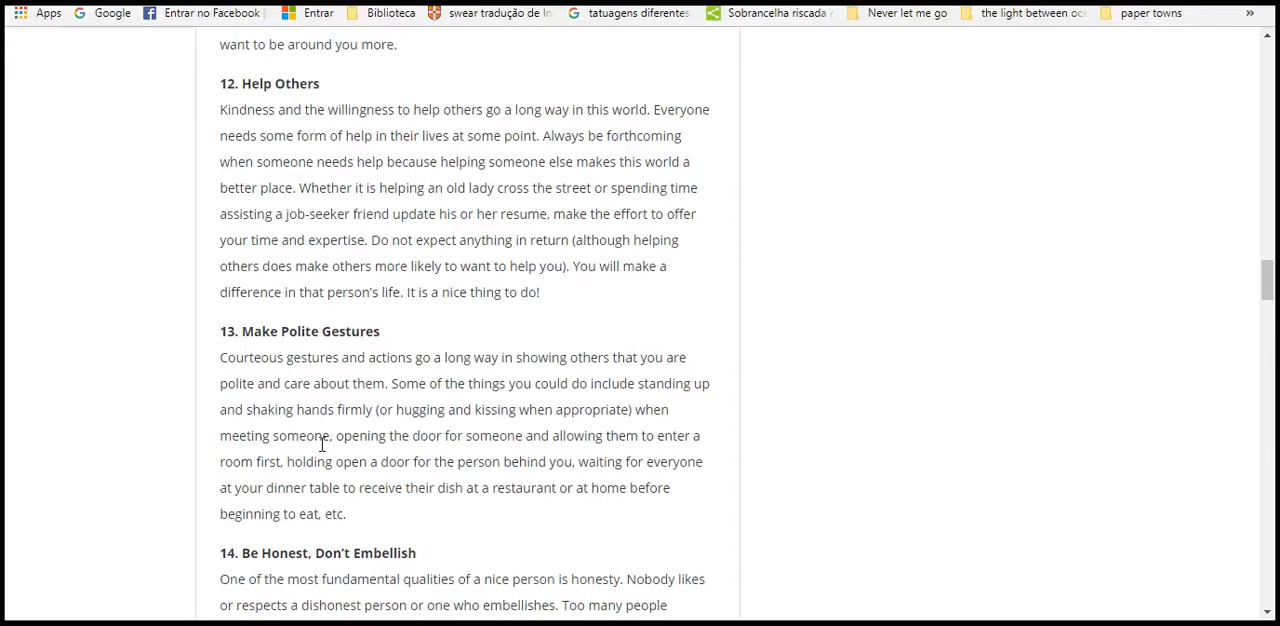 Apps Google Entrar no Facebook Entrar Biblioteca swear tradução de In tatuagens diferentes Sobrancelha riscada Never let me go the light between oce paper towns »
want to be around you more.
12. Help Others
Kindness and the willingness to help others go a long way in this world. Everyone
needs some form of help in their lives at some point. Always be forthcoming
when someone needs help because helping someone else makes this world a
better place. Whether it is helping an old lady cross the street or spending time
assisting a job-seeker friend update his or her resume, make the effort to offer
your time and expertise. Do not expect anything in return (although helping
others does make others more likely to want to help you). You will make a
difference in that person’s life. It is a nice thing to do!
13. Make Polite Gestures
Courteous gestures and actions go a long way in showing others that you are
polite and care about them. Some of the things you could do include standing up
and shaking hands firmly (or hugging and kissing when appropriate) when
meeting someone, opening the door for someone and allowing them to enter a
room first, holding open a door for the person behind you, waiting for everyone
at your dinner table to receive their dish at a restaurant or at home before
beginning to eat, etc.
14. Be Honest, Don’t Embellish
One of the most fundamental qualities of a nice person is honesty. Nobody likes
or respects a dishonest person or one who embellishes. Too many people